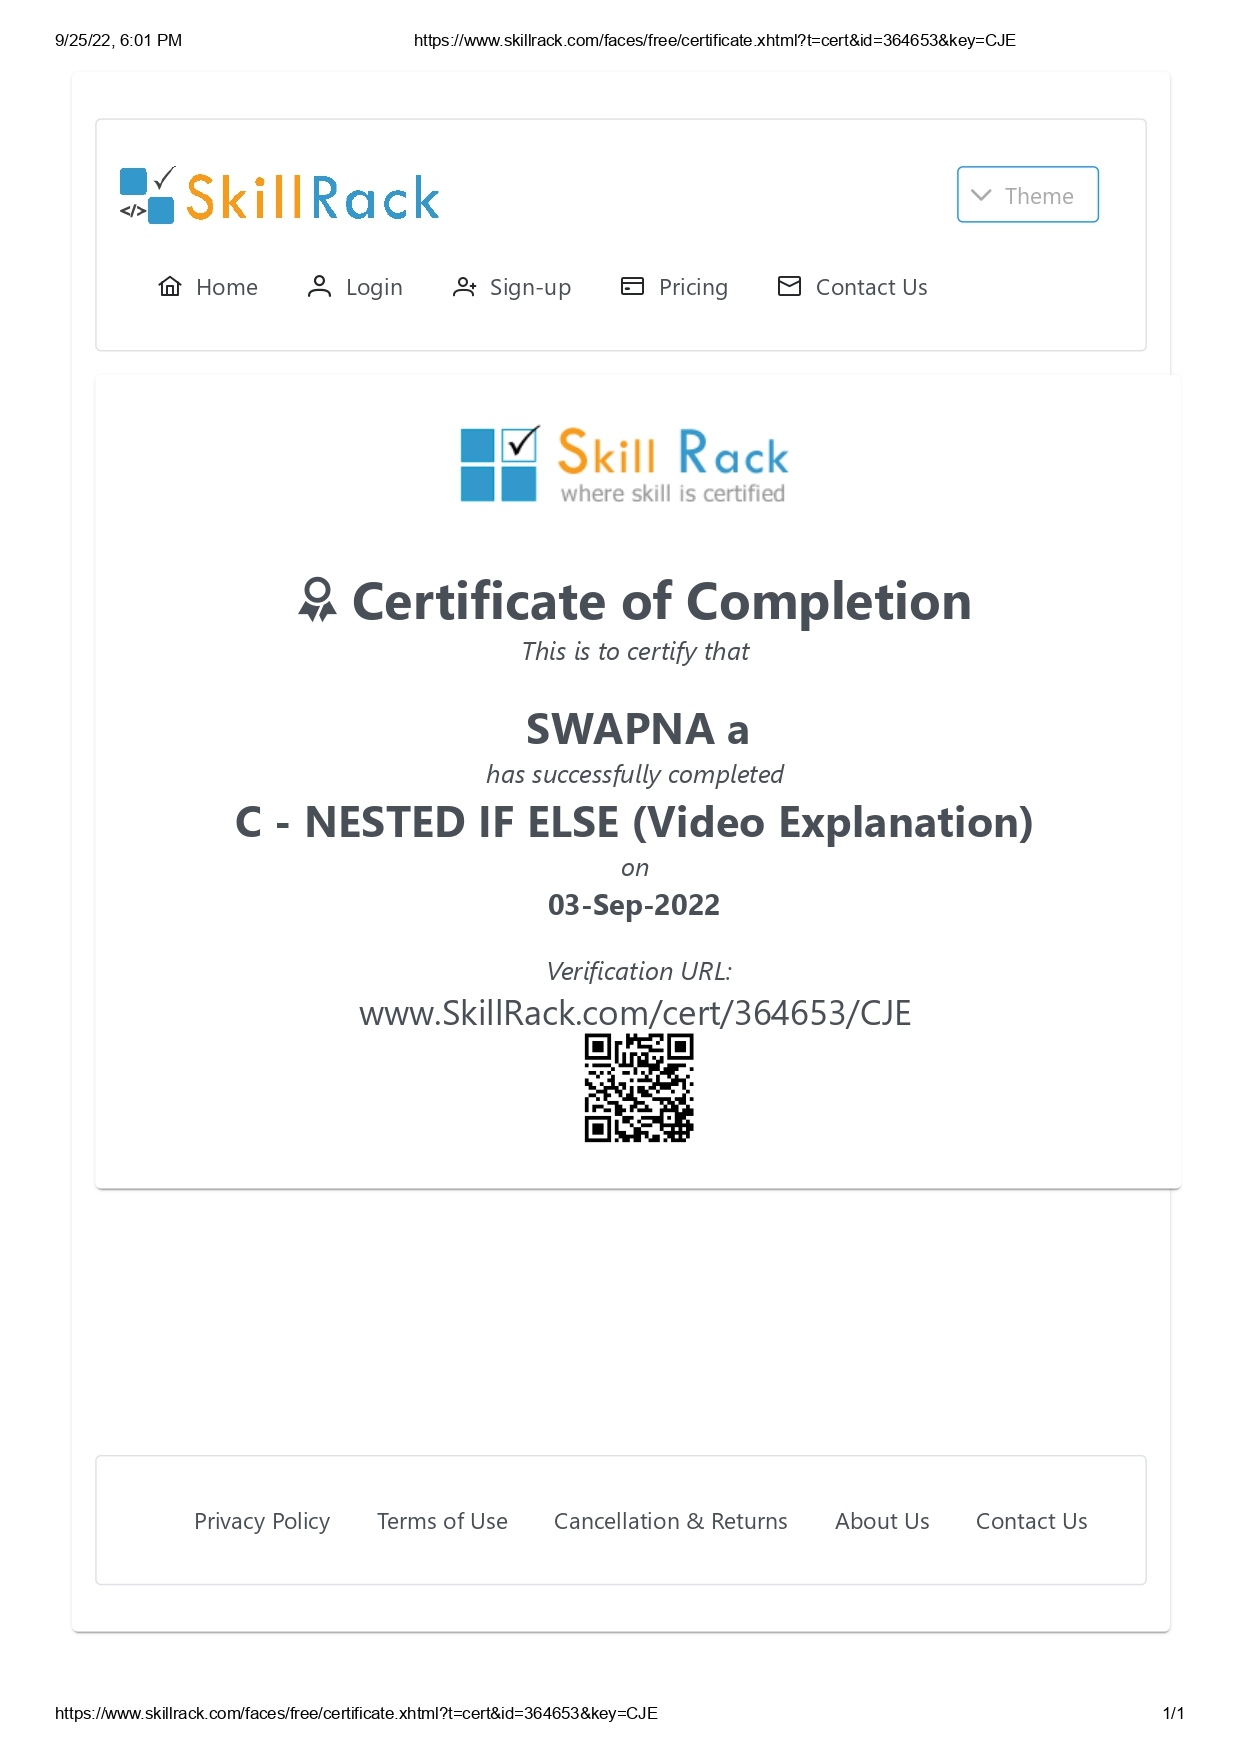 9/25/22, 6:01 PM https://www.skillrack.com/faces/free/certificate.xhtml?t=cert&id=364653&key=CJE
</> SkillRack Theme
Home Login Sign-up Pricing Contact Us
Skill Rack
where skill is certified
Certificate of Completion
This is to certify that
SWAPNA a
has successfully completed
C - NESTED IF ELSE (Video Explanation)
on
03-Sep-2022
Verification URL:
www.SkillRack.com/cert/364653/CJE
Privacy Policy Terms of Use Cancellation & Returns About Us Contact Us
https://www.skillrack.com/faces/free/certificate.xhtml?t=cert&id=364653&key=CJE 1/1